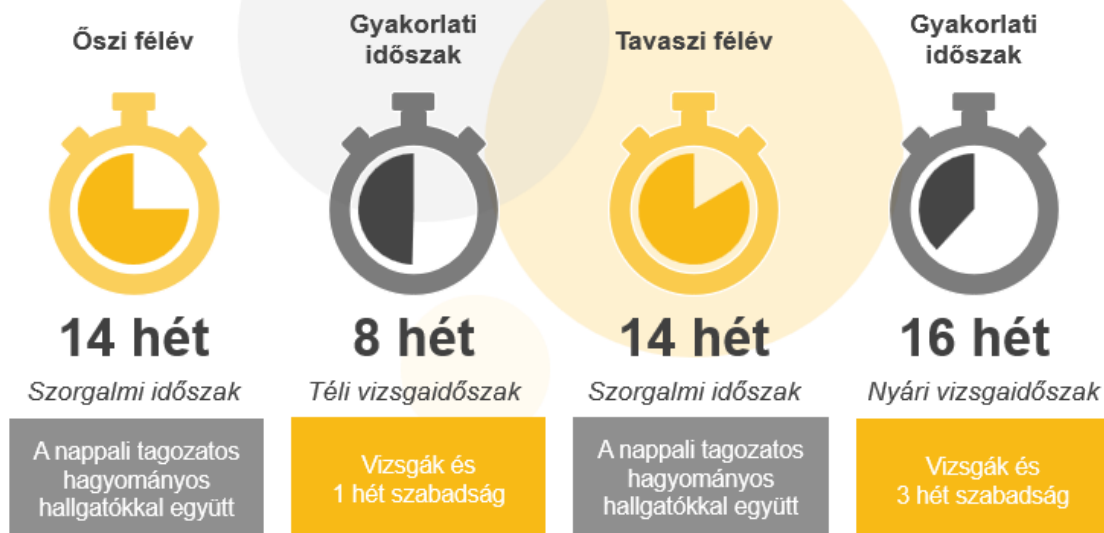 Őszi félév
Gyakorlati
időszak
Tavaszi félév
Gyakorlati
időszak
14 hét
8 hét
14 hét
16 hét
Szorgalmi időszak
Téli vizsgaidőszak
Szorgalmi időszak
Nyári vizsgaidőszak
A nappali tagozatos
hagyományos
hallgatókkal együtt
Vizsgák és
1 hét szabadság
A nappali tagozatos
hagyományos
hallgatókkal együtt
Vizsgák és
3 hét szabadság